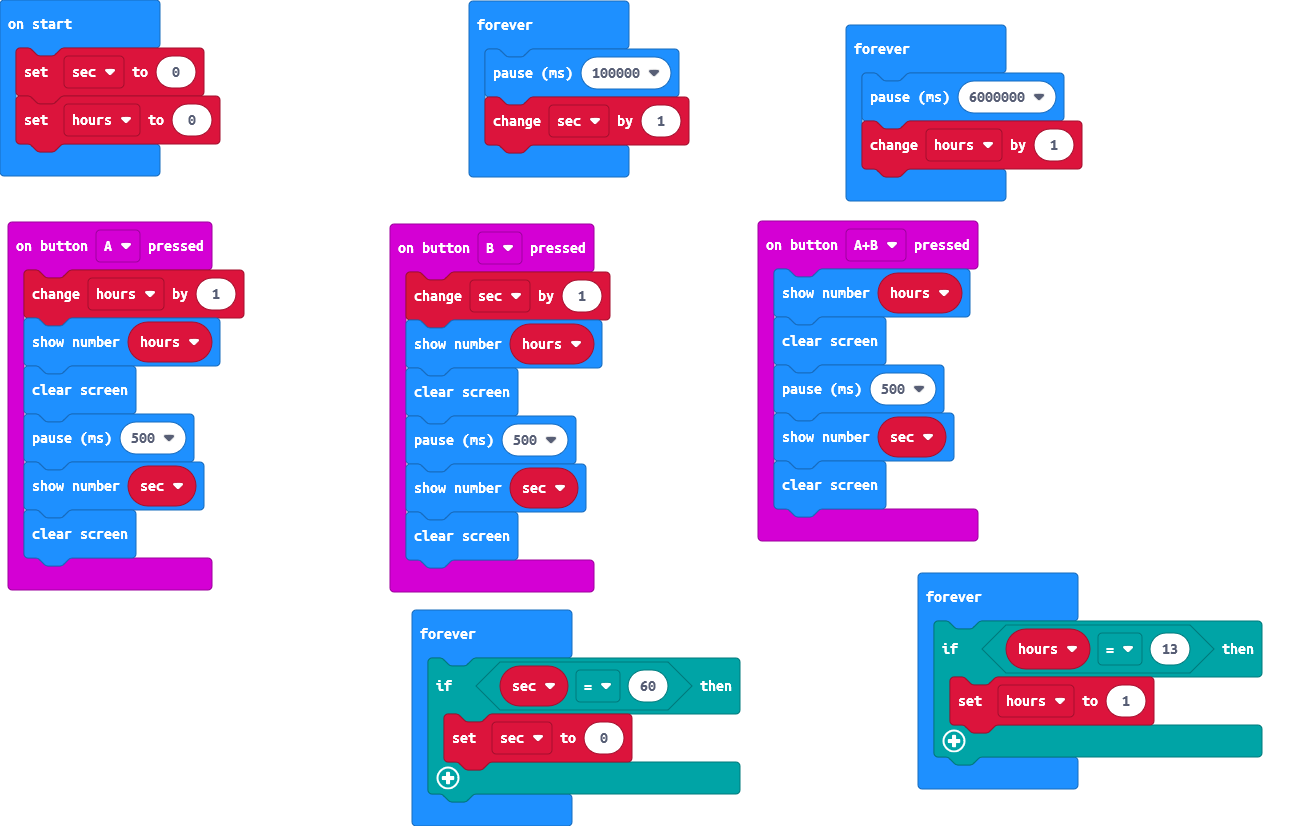 on start
set sec to 0
set hours to 0
forever
pause (ms) 100000
change sec by 1
forever
pause (ms) 6000000
change hours by 1
on button A pressed
change hours by 1
show number hours
clear screen
pause (ms) 500
show number sec
clear screen
on button B pressed
change sec by 1
show number hours
clear screen
pause (ms) 500
show number sec
clear screen
on button A+B pressed
show number hours
clear screen
pause (ms) 500
show number sec
clear screen
forever
if sec = 60 then
set sec to 0
forever
if hours = 13 then
set hours to 1